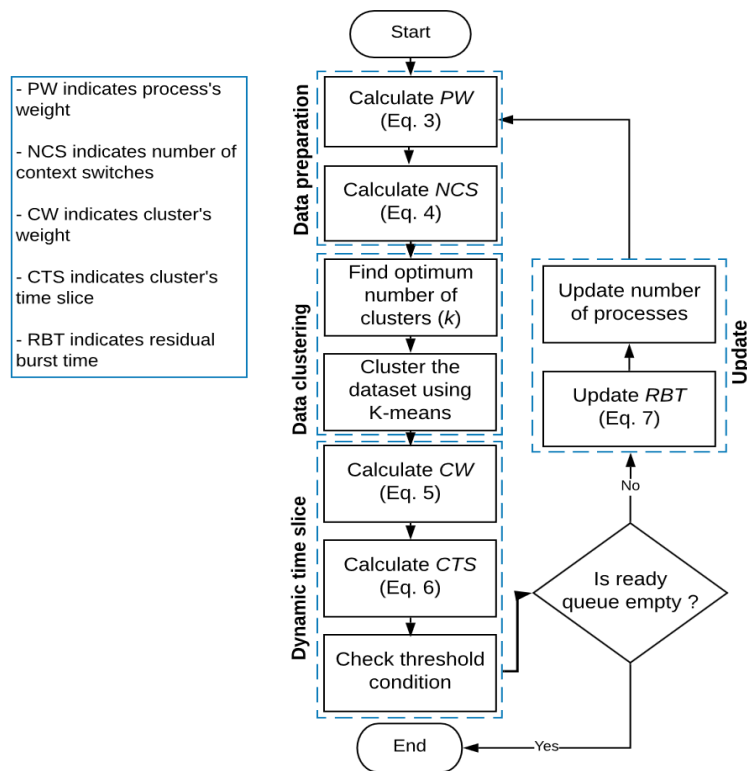 Start
- PW indicates process's
weight
- NCS indicates number of
context switches
- CW indicates cluster's
weight
- CTS indicates cluster's
time slice
- RBT indicates residual
burst time
Data preparation
Calculate PW
(Eq. 3)
Calculate NCS
(Eq. 4)
Data clustering
Find optimum
number of
clusters (k)
Cluster the
dataset using
K-means
Dynamic time slice
Calculate CW
(Eq. 5)
Calculate CTS
(Eq. 6)
Check threshold
condition
Is ready
queue empty ?
No
Update RBT
(Eq. 7)
Update number
of processes
Update
Yes
End